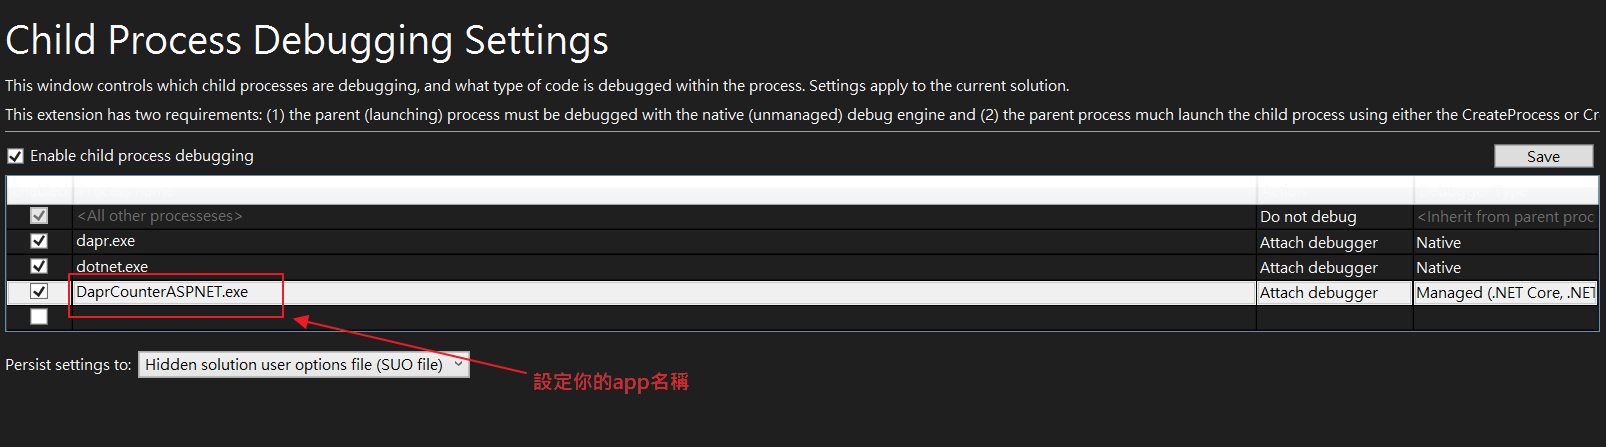 Child Process Debugging Settings
This window controls which child processes are debugging, and what type of code is debugged within the process. Settings apply to the current solution.
This extension has two requirements: (1) the parent (launching) process must be debugged with the native (unmanaged) debug engine and (2) the parent process much launch the child process using either the CreateProcess or Cr
Enable child process debugging
Save
<All other processeses> Do not debug <Inherit from parent proc
dapr.exe Attach debugger Native
dotnet.exe Attach debugger Native
DaprCounterASPNET.exe Attach debugger Managed (.NET Core, .NET
Persist settings to: Hidden solution user options file (SUO file)
設定你的app名稱